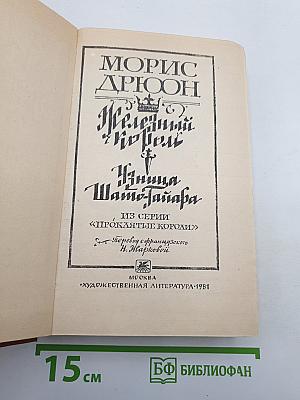 МОРИС
ДРЮОН
Железный
король
Узница
Шато-Гайара
ИЗ СЕРИИ
«ПРОКЛЯТЫЕ КОРОЛИ»
Перевод с французского
Н. Жарковой
МОСКВА
«ХУДОЖЕСТВЕННАЯ ЛИТЕРАТУРА» 1981
15 см
БФ БИБЛИОФАН